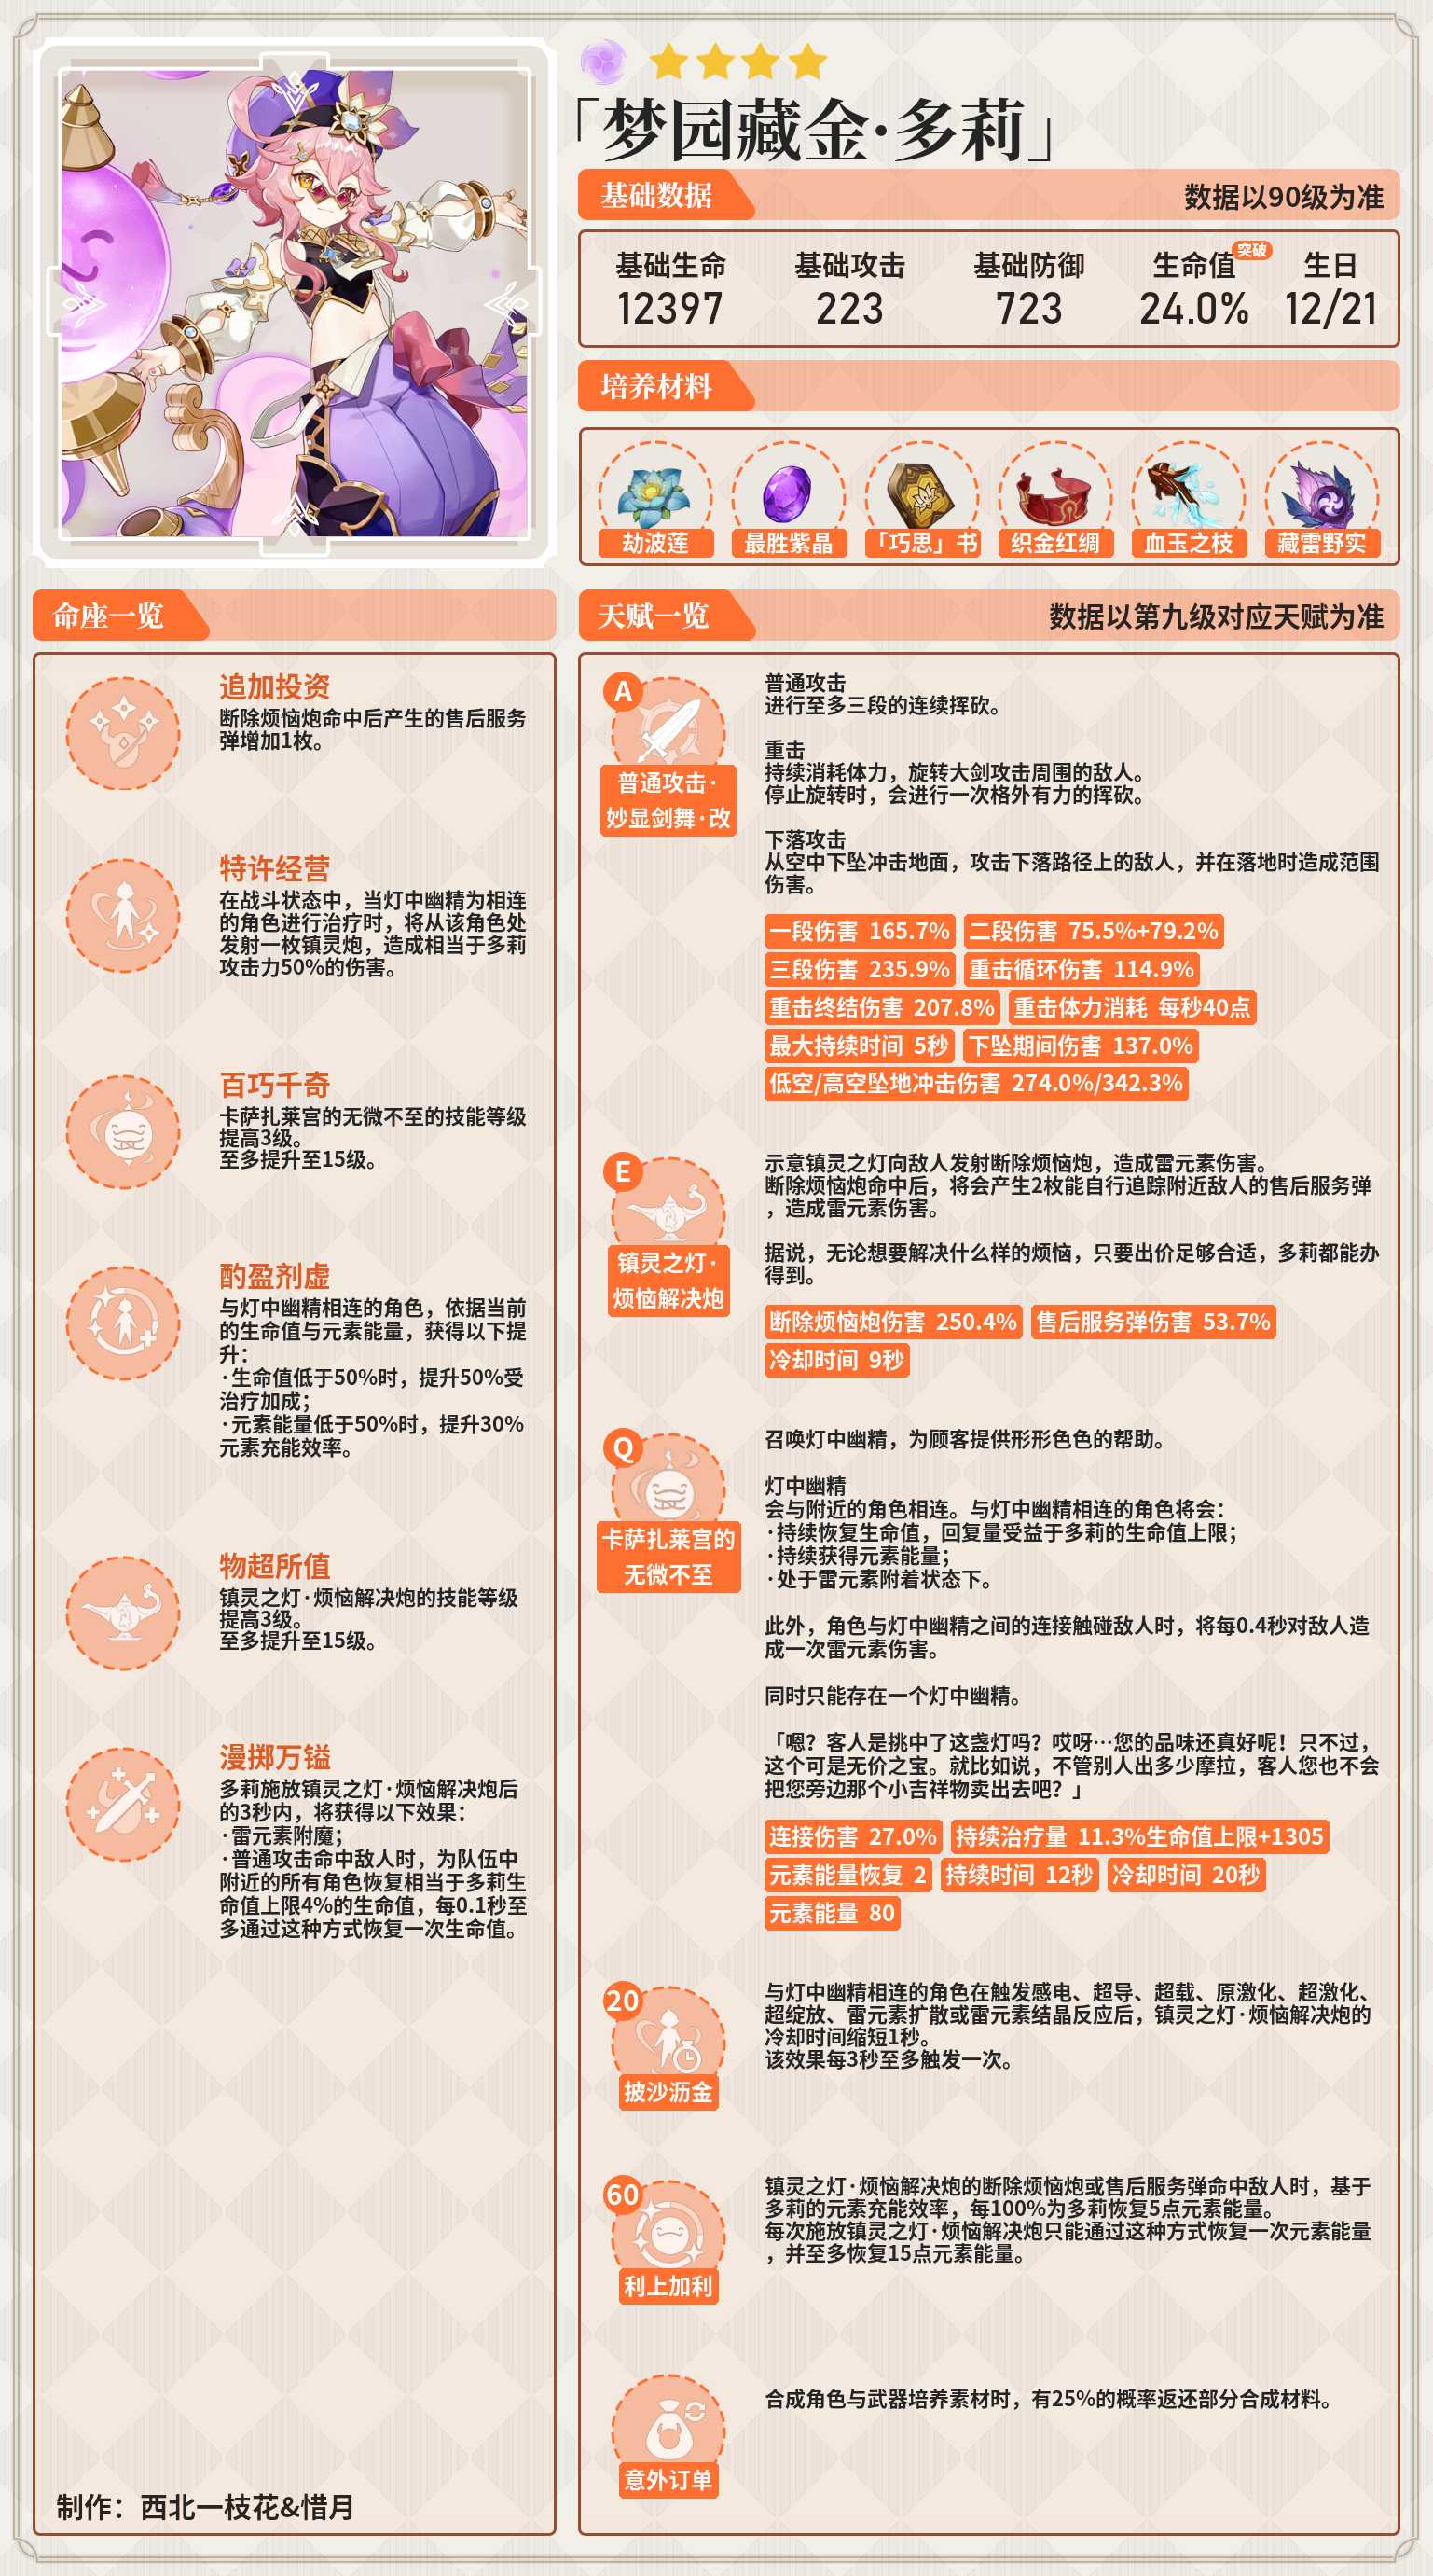 「梦园藏金·多莉」
基础数据
数据以90级为准
基础生命
基础攻击
基础防御
生命值
突破
生日
12397
223
723
24.0%
12/21
培养材料
劫波莲
最胜紫晶
「巧思」书
织金红绸
血玉之枝
藏雷野实
命座一览
追加投资
断除烦恼炮命中后产生的售后服务
弹增加1枚。
特许经营
在战斗状态中，当灯中幽精为相连
的角色进行治疗时，将从该角色处
发射一枚镇灵炮，造成相当于多莉
攻击力50%的伤害。
百巧千奇
卡萨扎莱宫的无微不至的技能等级
提高3级。
至多提升至15级。
酌盈剂虚
与灯中幽精相连的角色，依据当前
的生命值与元素能量，获得以下提
升：
·生命值低于50%时，提升50%受
治疗加成；
·元素能量低于50%时，提升30%
元素充能效率。
物超所值
镇灵之灯·烦恼解决炮的技能等级
提高3级。
至多提升至15级。
漫掷万镒
多莉施放镇灵之灯·烦恼解决炮后
的3秒内，将获得以下效果：
·雷元素附魔；
·普通攻击命中敌人时，为队伍中
附近的所有角色恢复相当于多莉生
命值上限4%的生命值，每0.1秒至
多通过这种方式恢复一次生命值。
制作：西北一枝花&惜月
天赋一览
数据以第九级对应天赋为准
A
普通攻击·
妙显剑舞·改
普通攻击
进行至多三段的连续挥砍。
重击
持续消耗体力，旋转大剑攻击周围的敌人。
停止旋转时，会进行一次格外有力的挥砍。
下落攻击
从空中下坠冲击地面，攻击下落路径上的敌人，并在落地时造成范围
伤害。
一段伤害 165.7% 二段伤害 75.5%+79.2%
三段伤害 235.9% 重击循环伤害 114.9%
重击终结伤害 207.8% 重击体力消耗 每秒40点
最大持续时间 5秒 下坠期间伤害 137.0%
低空/高空坠地冲击伤害 274.0%/342.3%
E
镇灵之灯·
烦恼解决炮
示意镇灵之灯向敌人发射断除烦恼炮，造成雷元素伤害。
断除烦恼炮命中后，将会产生2枚能自行追踪附近敌人的售后服务弹
，造成雷元素伤害。
据说，无论想要解决什么样的烦恼，只要出价足够合适，多莉都能办
得到。
断除烦恼炮伤害 250.4% 售后服务弹伤害 53.7%
冷却时间 9秒
Q
卡萨扎莱宫的
无微不至
召唤灯中幽精，为顾客提供形形色色的帮助。
灯中幽精
会与附近的角色相连。与灯中幽精相连的角色将会：
·持续恢复生命值，回复量受益于多莉的生命值上限；
·持续获得元素能量；
·处于雷元素附着状态下。
此外，角色与灯中幽精之间的连接触碰敌人时，将每0.4秒对敌人造
成一次雷元素伤害。
同时只能存在一个灯中幽精。
「嗯？客人是挑中了这盏灯吗？哎呀…您的品味还真好呢！只不过，
这个可是无价之宝。就比如说，不管别人出多少摩拉，客人您也不会
把您旁边那个小吉祥物卖出去吧？」
连接伤害 27.0% 持续治疗量 11.3%生命值上限+1305
元素能量恢复 2 持续时间 12秒 冷却时间 20秒
元素能量 80
20
披沙沥金
与灯中幽精相连的角色在触发感电、超导、超载、原激化、超激化、
超绽放、雷元素扩散或雷元素结晶反应后，镇灵之灯·烦恼解决炮的
冷却时间缩短1秒。
该效果每3秒至多触发一次。
60
利上加利
镇灵之灯·烦恼解决炮的断除烦恼炮或售后服务弹命中敌人时，基于
多莉的元素充能效率，每100%为多莉恢复5点元素能量。
每次施放镇灵之灯·烦恼解决炮只能通过这种方式恢复一次元素能量
，并至多恢复15点元素能量。
意外订单
合成角色与武器培养素材时，有25%的概率返还部分合成材料。